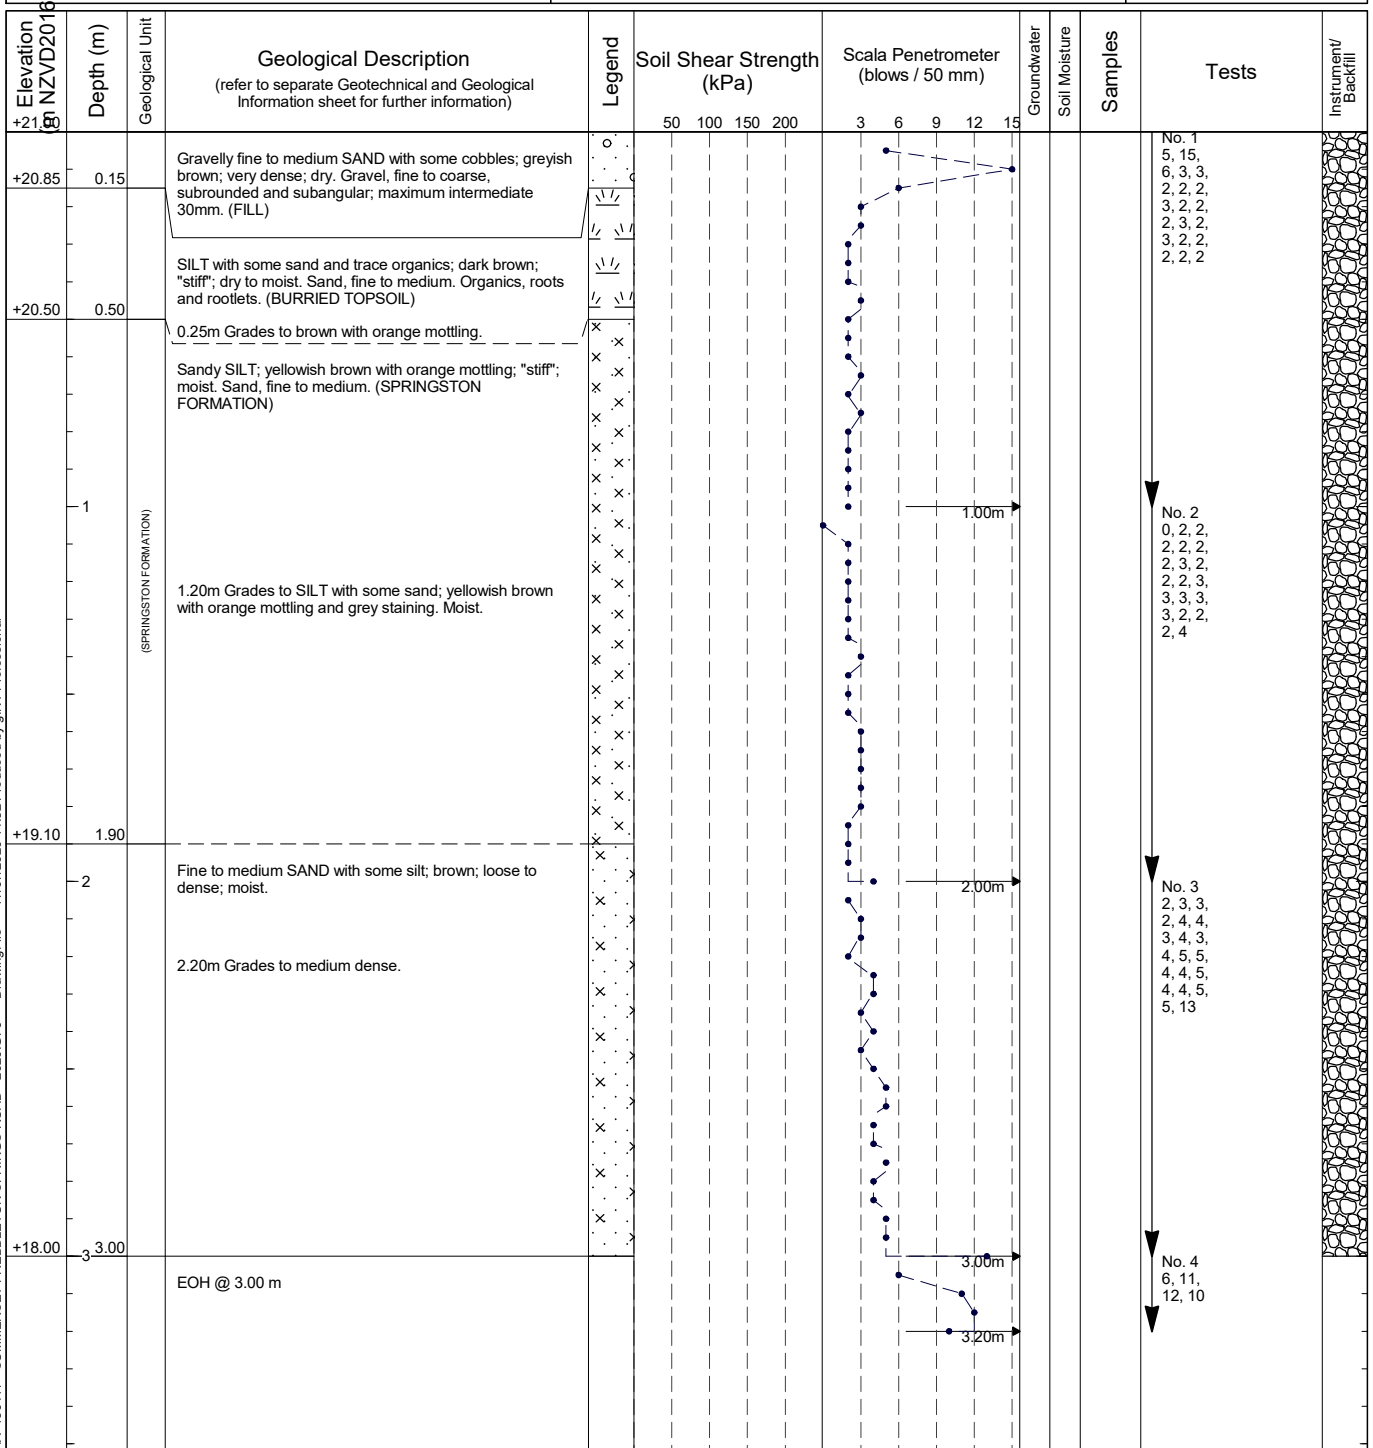 Elevation
(m NZVD2016
+21.00
Depth (m)
Geological Unit
Geological Description
(refer to separate Geotechnical and Geological
Information sheet for further information)
Legend
Soil Shear Strength
(kPa)
50 100 150 200
Scala Penetrometer
(blows / 50 mm)
3 6 9 12 15
Groundwater
Soil Moisture
Samples
Tests
Instrument/
Backfill
Gravelly fine to medium SAND with some cobbles; greyish
brown; very dense; dry. Gravel, fine to coarse,
subrounded and subangular; maximum intermediate
30mm. (FILL)
+20.85 0.15
SILT with some sand and trace organics; dark brown;
"stiff"; dry to moist. Sand, fine to medium. Organics, roots
and rootlets. (BURRIED TOPSOIL)
+20.50 0.50
0.25m Grades to brown with orange mottling.
Sandy SILT; yellowish brown with orange mottling; "stiff";
moist. Sand, fine to medium. (SPRINGSTON
FORMATION)
1
(SPRINGSTON FORMATION)
1.20m Grades to SILT with some sand; yellowish brown
with orange mottling and grey staining. Moist.
+19.10 1.90
Fine to medium SAND with some silt; brown; loose to
dense; moist.
2
2.20m Grades to medium dense.
+18.00 3 3.00
EOH @ 3.00 m
1.00m
2.00m
3.00m
3.20m
No. 1
5, 15,
6, 3, 3,
2, 2, 2,
3, 2, 2,
2, 3, 2,
3, 2, 2,
2, 2, 2
No. 2
0, 2, 2,
2, 2, 2,
2, 3, 2,
2, 2, 3,
3, 3, 3,
3, 2, 2,
2, 4
No. 3
2, 3, 3,
2, 4, 4,
3, 4, 3,
4, 5, 5,
4, 4, 5,
4, 4, 5,
5, 13
No. 4
6, 11,
12, 10